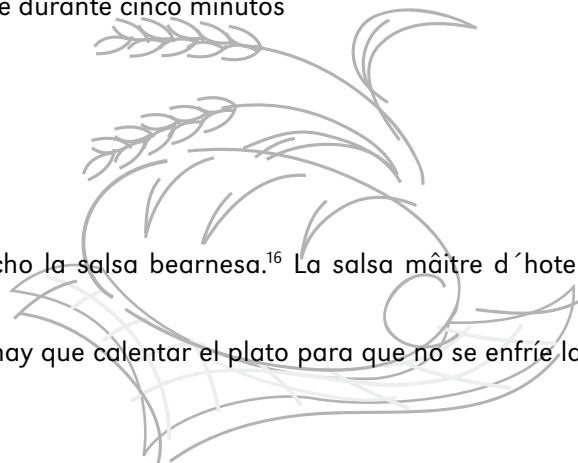 e durante cinco minutos
cho la salsa bearnesa.16 La salsa mâitre d´hote
hay que calentar el plato para que no se enfríe la